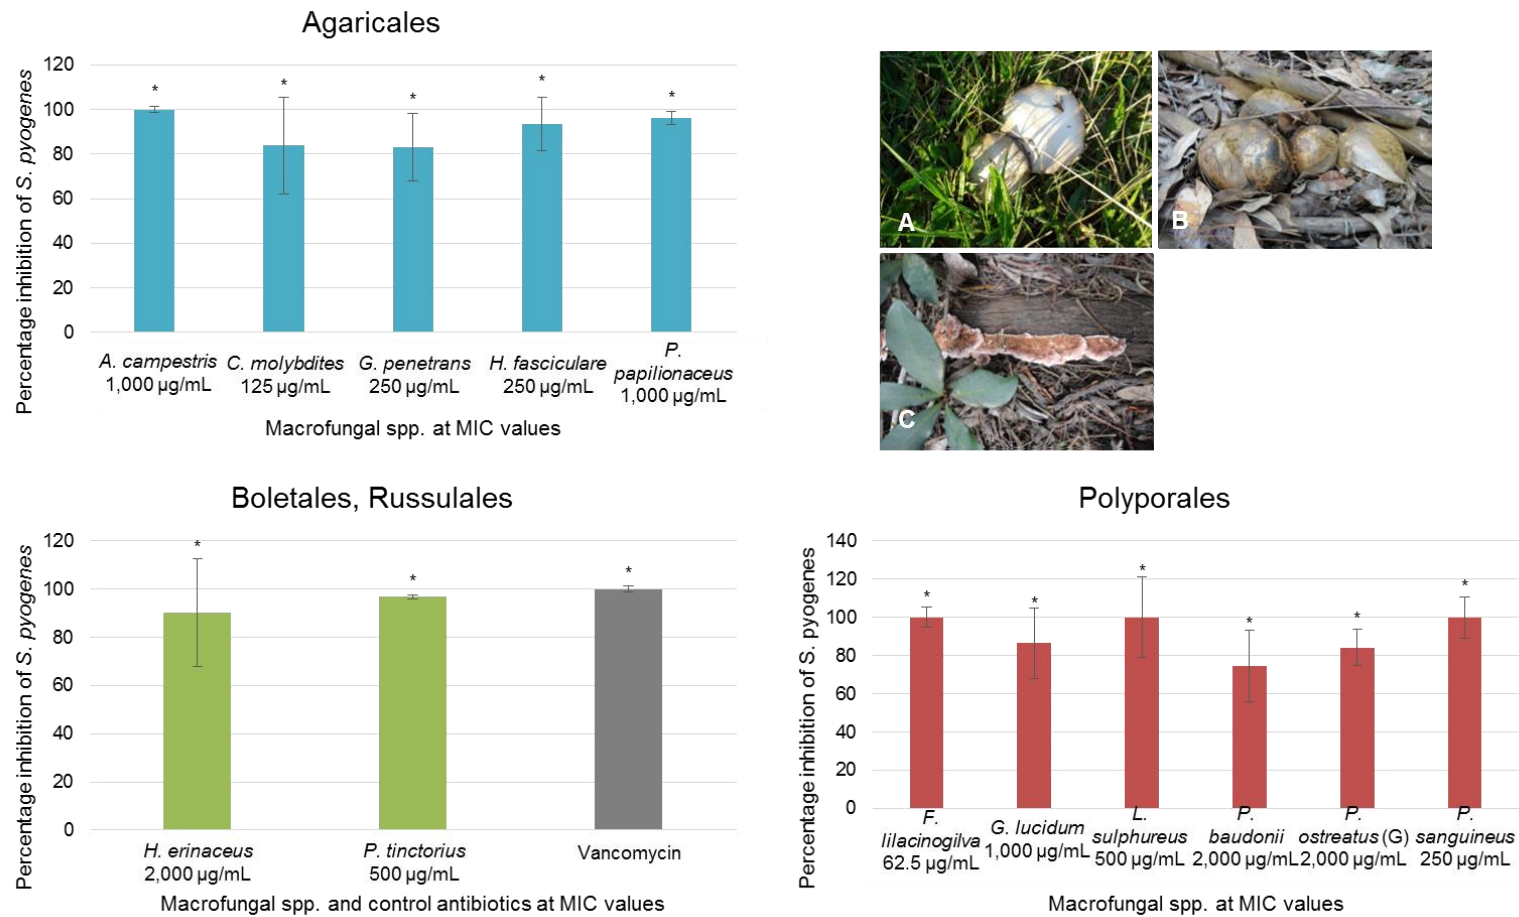 Agaricales
Percentage inhibition of S. pyogenes
120
100
80
60
40
20
0
* * * * *
A. campestris
1,000 µg/mL
C. molybdites
125 µg/mL
G. penetrans
250 µg/mL
H. fasciculare
250 µg/mL
P.
papilionaceus
1,000 µg/mL
Macrofungal spp. at MIC values
A
B
C
Boletales, Russulales
Percentage inhibition of S. pyogenes
120
100
80
60
40
20
0
* * *
H. erinaceus
2,000 µg/mL
P. tinctorius
500 µg/mL
Vancomycin
Macrofungal spp. and control antibiotics at MIC values
Polyporales
Percentage inhibition of S. pyogenes
140
120
100
80
60
40
20
0
* * * * * *
F.
lilacinogilva
62.5 µg/mL
G. lucidum
1,000 µg/mL
L.
sulphureus
500 µg/mL
P.
baudonii
2,000 µg/mL
P.
ostreatus (G)
2,000 µg/mL
P.
sanguineus
250 µg/mL
Macrofungal spp. at MIC values